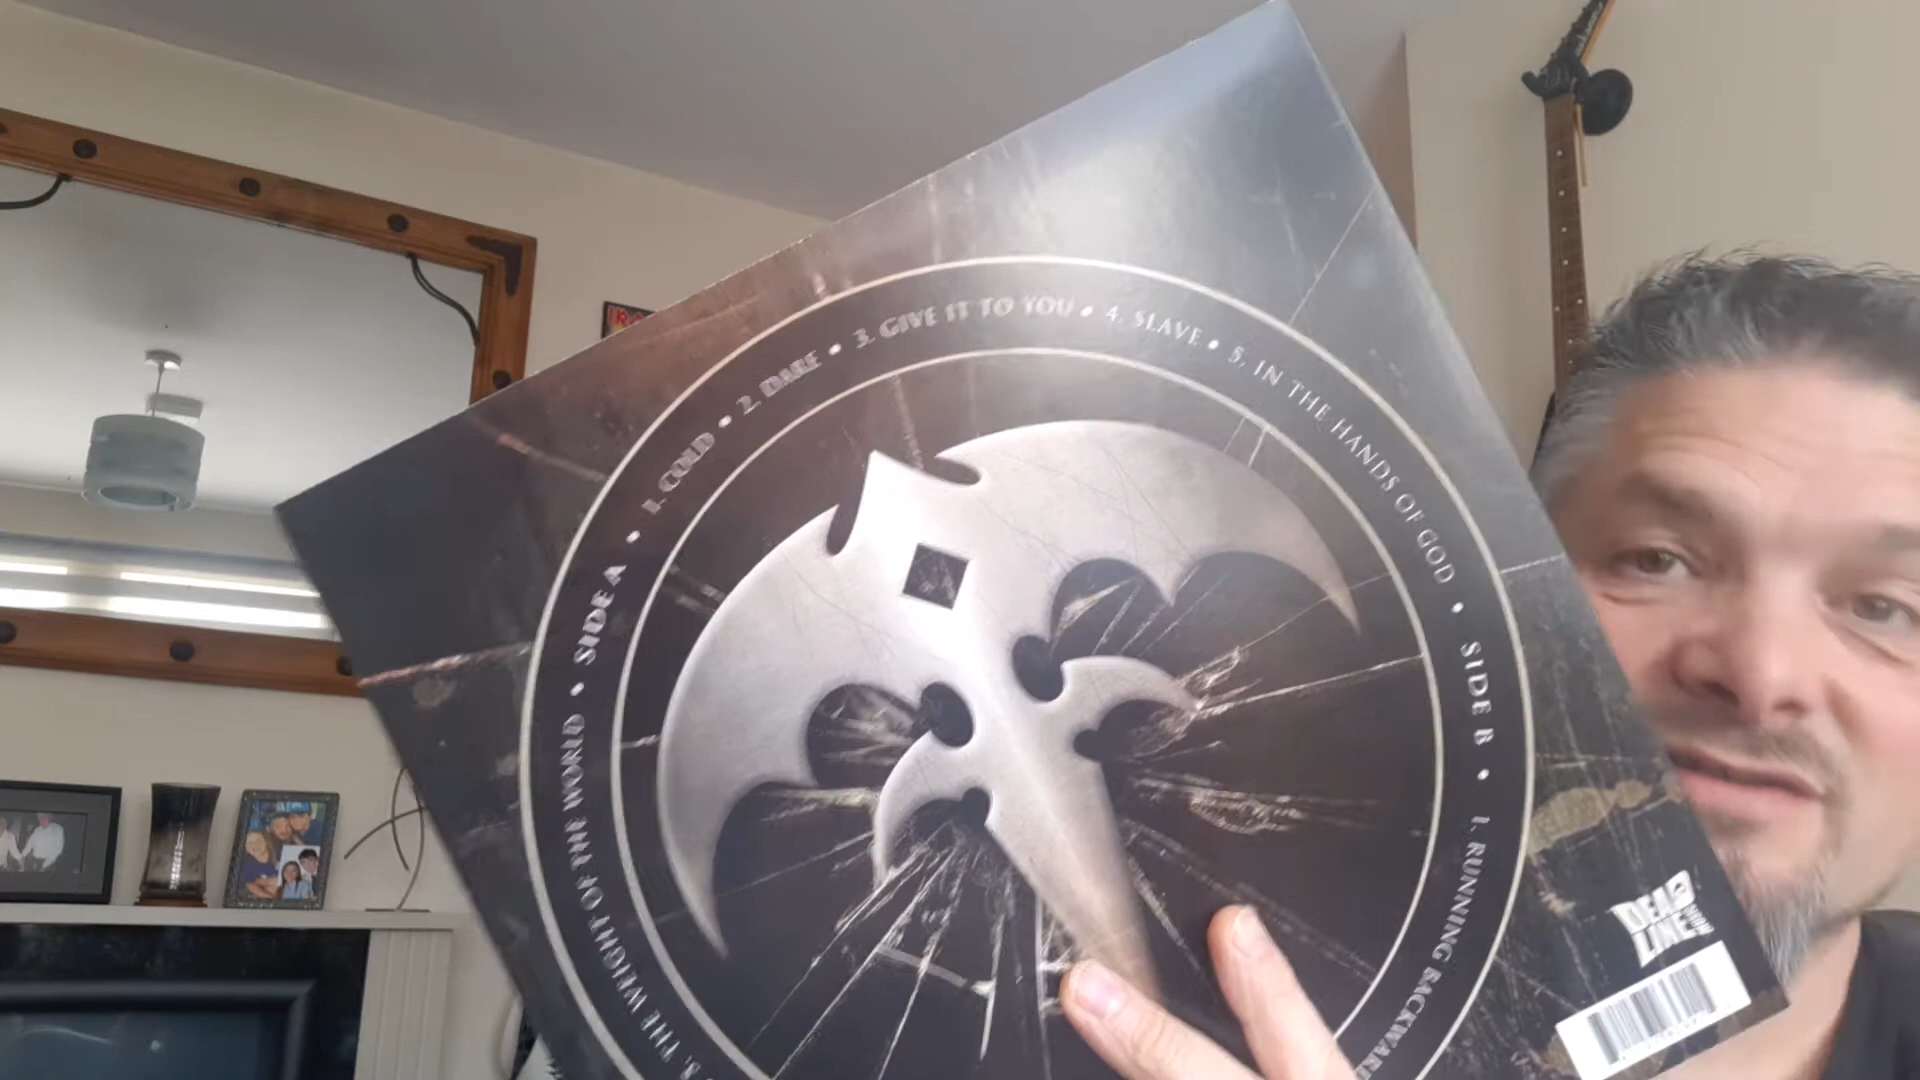 SIDE A • 1. COLD • 2. DARE • 3. GIVE IT TO YOU • 4. SLAVE • 5. IN THE HANDS OF GOD • SIDE B • 1. RUNNING BACKWARDS
THE WEIGHT OF THE WORLD •
DEAD
LINE